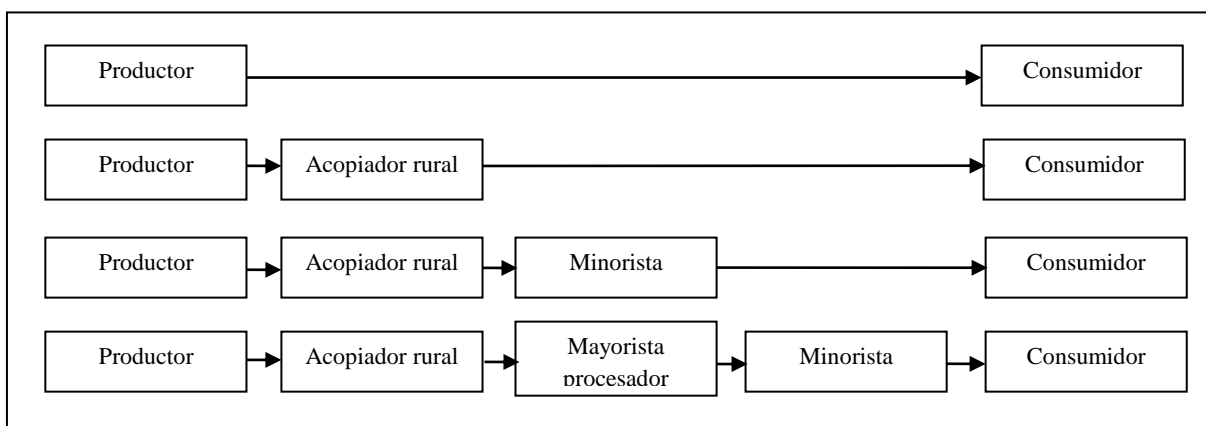 Productor
Consumidor
Productor
Acopiador rural
Consumidor
Productor
Acopiador rural
Minorista
Consumidor
Productor
Acopiador rural
Mayorista
procesador
Minorista
Consumidor